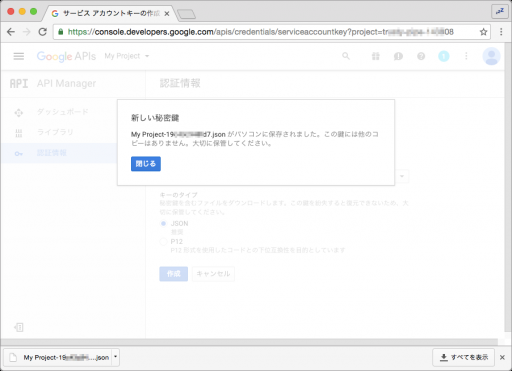 サービス アカウントキーの作成
https://console.developers.google.com/apis/credentials/serviceaccountkey?project=
Google APIs My Project
API API Manager 認証情報
ダッシュボード
ライブラリ
認証情報
新しい秘密鍵
My Project-19 d7.json がパソコンに保存されました。この鍵には他のコ
ピーはありません。大切に保管してください。
閉じる
キーのタイプ
秘密鍵を含むファイルをダウンロードします。この鍵を紛失すると復元できないため、大
切に保管してください。
JSON
推奨
P12
P12 形式を使用したコードとの下位互換性を目的としています
作成 キャンセル
My Project-19 ....json すべてを表示